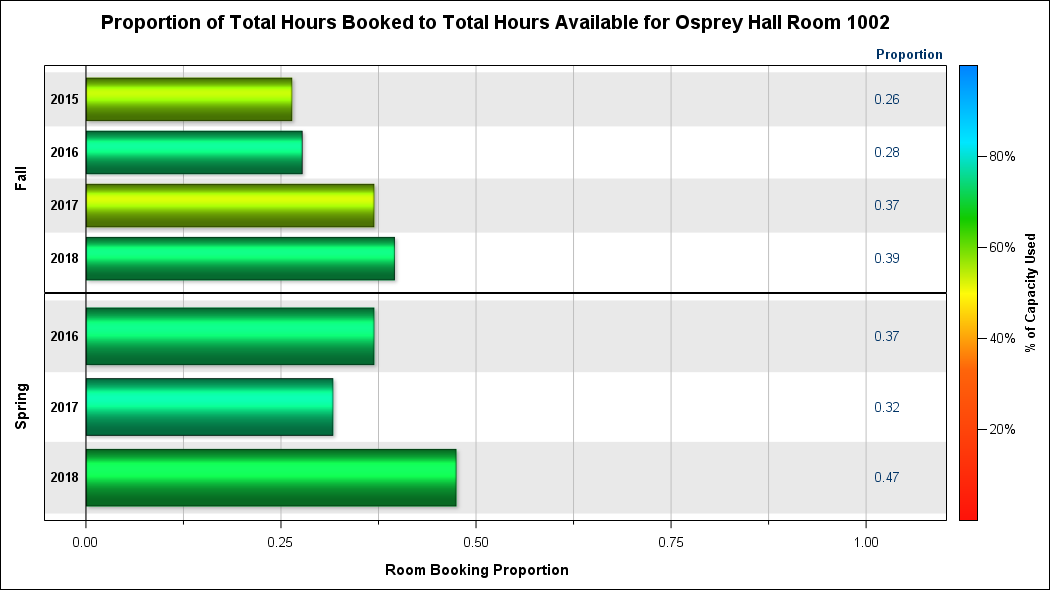 Proportion of Total Hours Booked to Total Hours Available for Osprey Hall Room 1002
Proportion
Fall
2015 0.26
2016 0.28
2017 0.37
2018 0.39
Spring
2016 0.37
2017 0.32
2018 0.47
0.00 0.25 0.50 0.75 1.00
Room Booking Proportion
80%
60%
40%
20%
% of Capacity Used